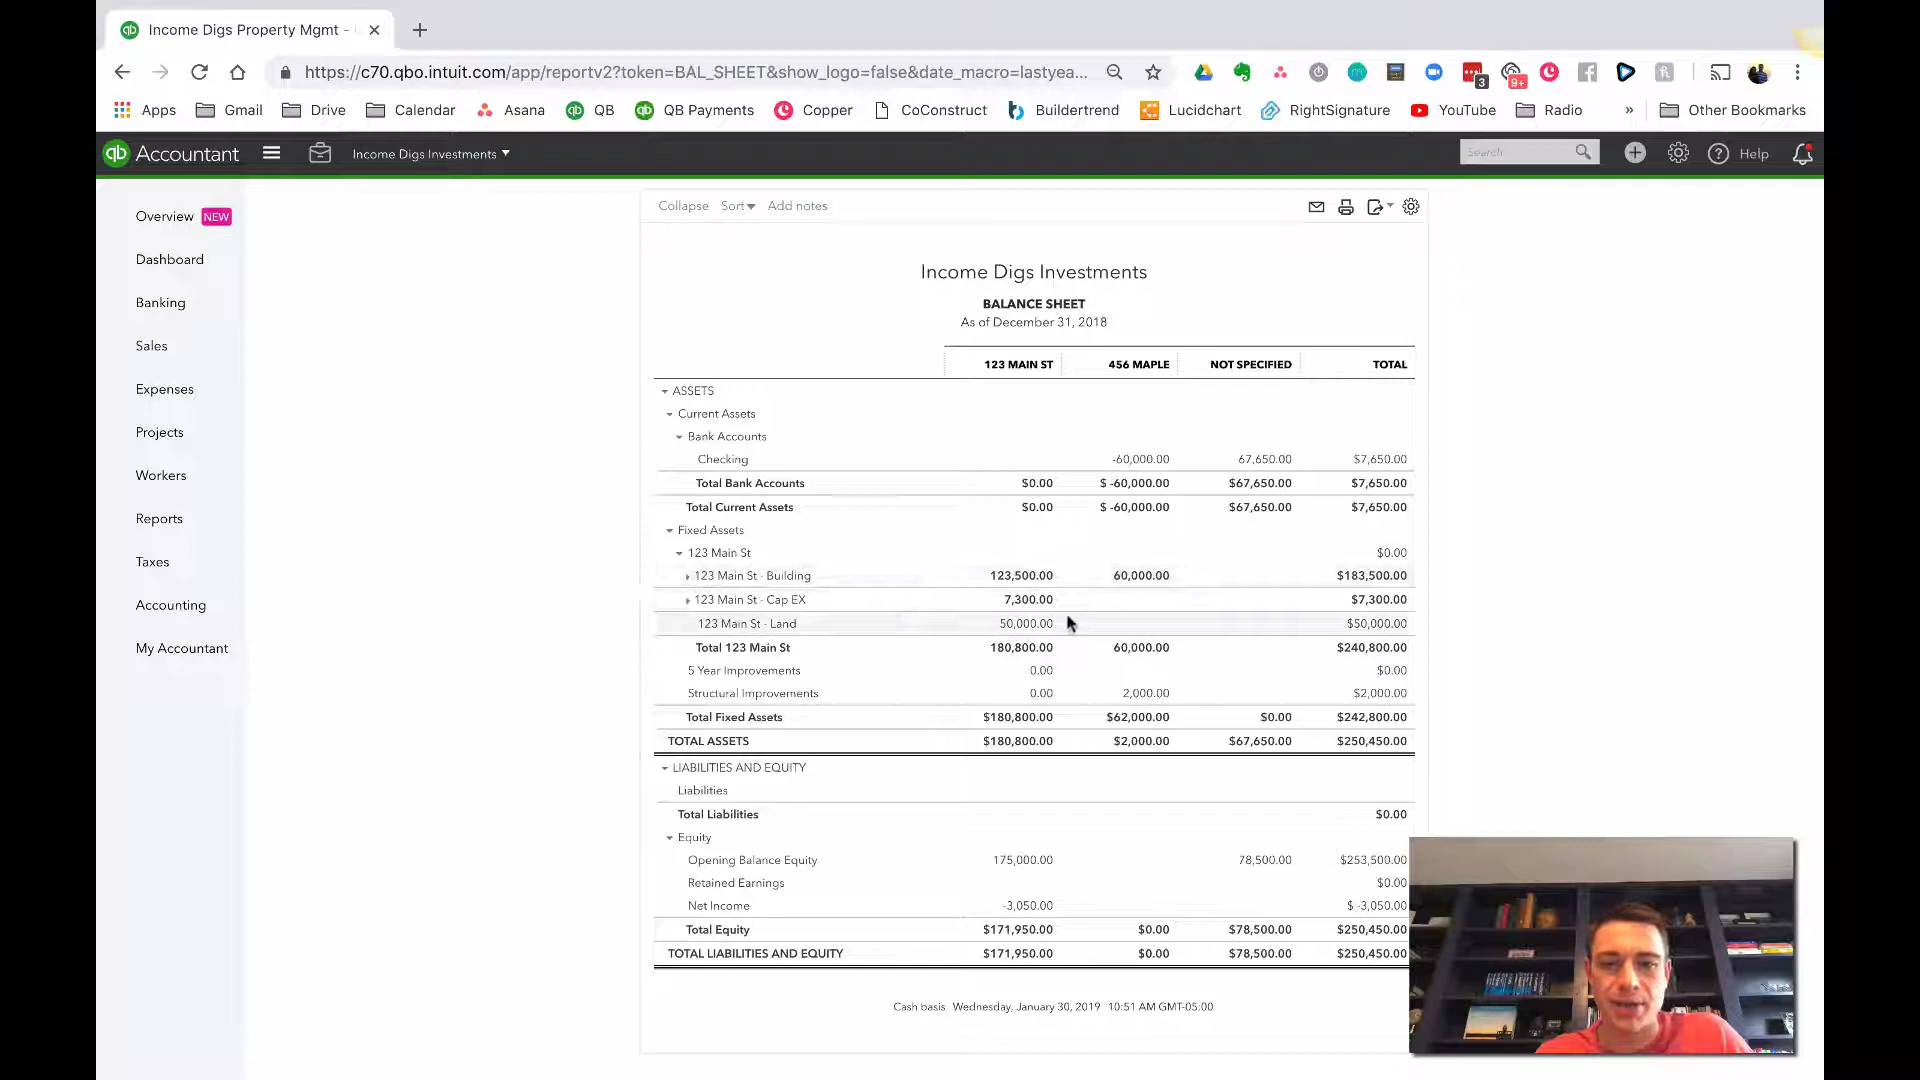 Income Digs Property Mgmt -
https://c70.qbo.intuit.com/app/reportv2?token=BAL_SHEET&show_logo=false&date_macro=lastyea...
3
9+
Apps Gmail Drive Calendar Asana QB QB Payments Copper CoConstruct Buildertrend Lucidchart RightSignature YouTube Radio » Other Bookmarks
qb Accountant Income Digs Investments Search Help
Overview NEW
Dashboard
Banking
Sales
Expenses
Projects
Workers
Reports
Taxes
Accounting
My Accountant
Collapse Sort Add notes
Income Digs Investments
BALANCE SHEET
As of December 31, 2018
123 MAIN ST 456 MAPLE NOT SPECIFIED TOTAL
ASSETS
Current Assets
Bank Accounts
Checking -60,000.00 67,650.00 $7,650.00
Total Bank Accounts $0.00 $ -60,000.00 $67,650.00 $7,650.00
Total Current Assets $0.00 $ -60,000.00 $67,650.00 $7,650.00
Fixed Assets
123 Main St $0.00
123 Main St - Building 123,500.00 60,000.00 $183,500.00
123 Main St - Cap EX 7,300.00 $7,300.00
123 Main St - Land 50,000.00 $50,000.00
Total 123 Main St 180,800.00 60,000.00 $240,800.00
5 Year Improvements 0.00 $0.00
Structural Improvements 0.00 2,000.00 $2,000.00
Total Fixed Assets $180,800.00 $62,000.00 $0.00 $242,800.00
TOTAL ASSETS $180,800.00 $2,000.00 $67,650.00 $250,450.00
LIABILITIES AND EQUITY
Liabilities
Total Liabilities $0.00
Equity
Opening Balance Equity 175,000.00 78,500.00 $253,500.00
Retained Earnings $0.00
Net Income -3,050.00 $ -3,050.00
Total Equity $171,950.00 $0.00 $78,500.00 $250,450.00
TOTAL LIABILITIES AND EQUITY $171,950.00 $0.00 $78,500.00 $250,450.00
Cash basis Wednesday, January 30, 2019 10:51 AM GMT-05:00